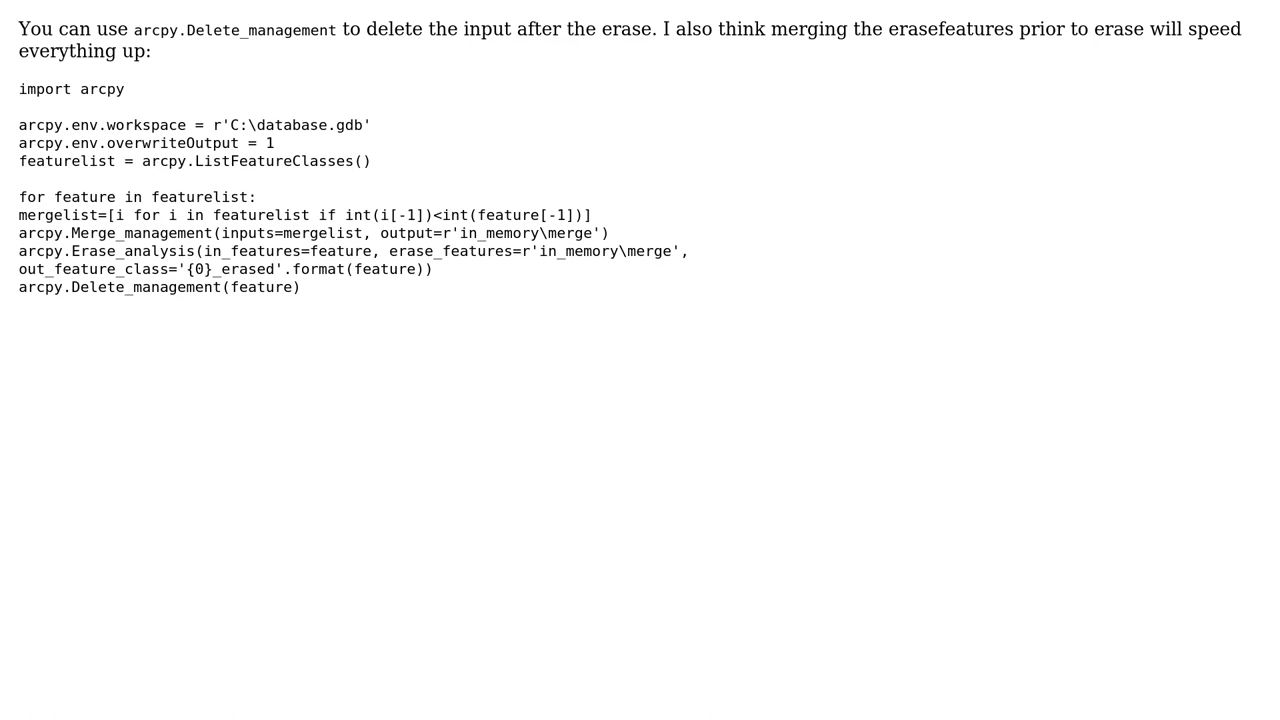 You can use arcpy.Delete_management to delete the input after the erase. I also think merging the erasefeatures prior to erase will speed
everything up:
import arcpy
arcpy.env.workspace = r'C:\database.gdb'
arcpy.env.overwriteOutput = 1
featurelist = arcpy.ListFeatureClasses()
for feature in featurelist:
mergelist=[i for i in featurelist if int(i[-1])<int(feature[-1])]
arcpy.Merge_management(inputs=mergelist, output=r'in_memory\merge')
arcpy.Erase_analysis(in_features=feature, erase_features=r'in_memory\merge',
out_feature_class='{0}_erased'.format(feature))
arcpy.Delete_management(feature)